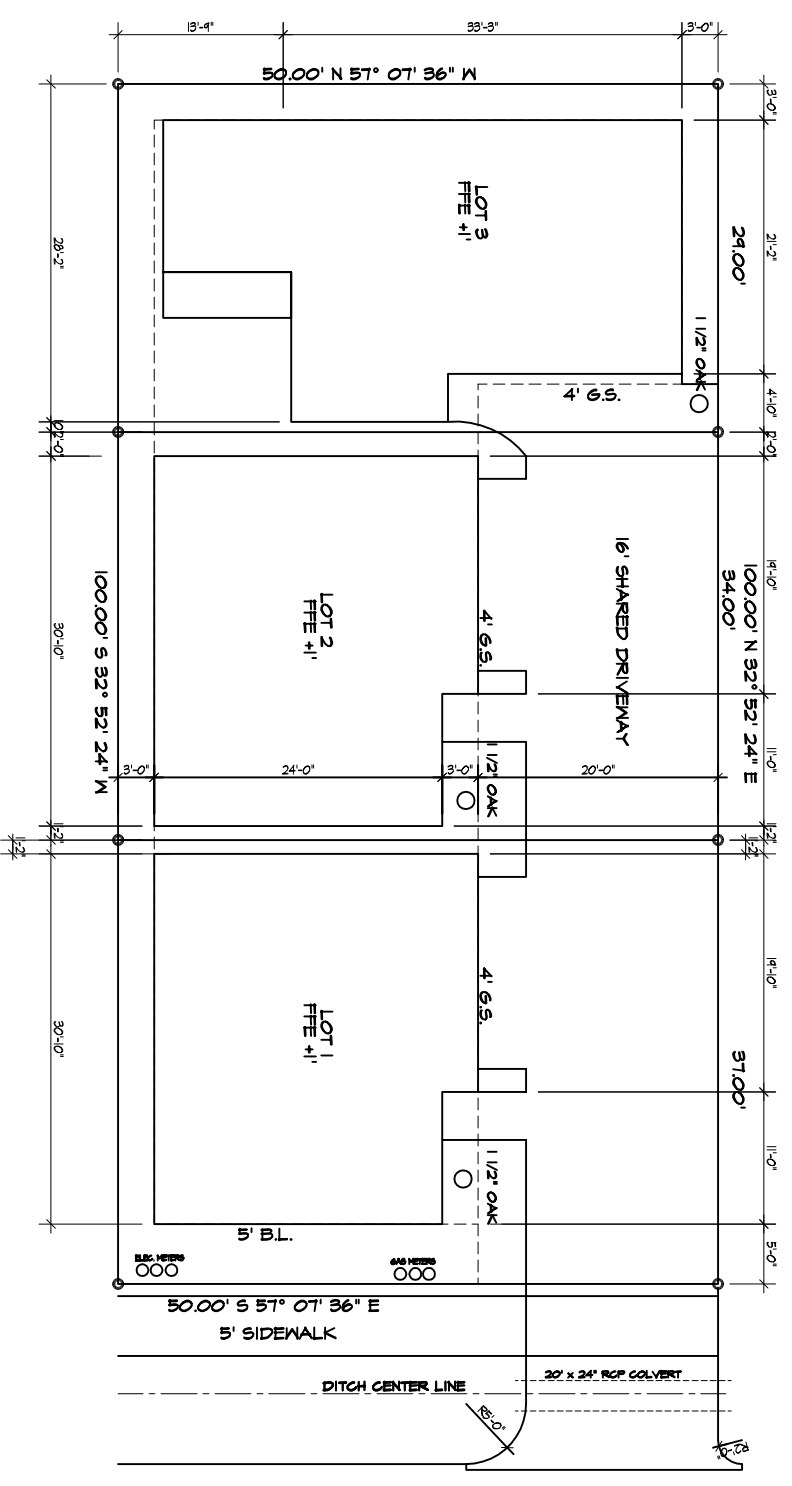 13'-9"
33'-3"
3'-0"
50.00' N 57° 07' 36" W
3'-0"
LOT 3
FFE +1'
29.00'
21'-2"
28'-2"
1 1/2" OAK
4' G.S.
4'-10"
2'-0"
2'-0"
16' SHARED DRIVEWAY
19'-10"
100.00' N 32° 52' 24" E
34.00'
100.00' S 32° 52' 24" W
LOT 2
FFE +1'
30'-10"
4' G.S.
11'-0"
1 1/2" OAK
3'-0"
24'-0"
3'-0"
20'-0"
1'-2"
1'-2"
1'-2"
1'-2"
19'-10"
4' G.S.
LOT 1
FFE +1'
30'-10"
37.00'
11'-0"
1 1/2" OAK
5' B.L.
5'-0"
ELEC. METERS
GAS METERS
50.00' S 57° 07' 36" E
5' SIDEWALK
20' x 24" RCP COLVERT
DITCH CENTER LINE
R5'-0"
R2'-0"